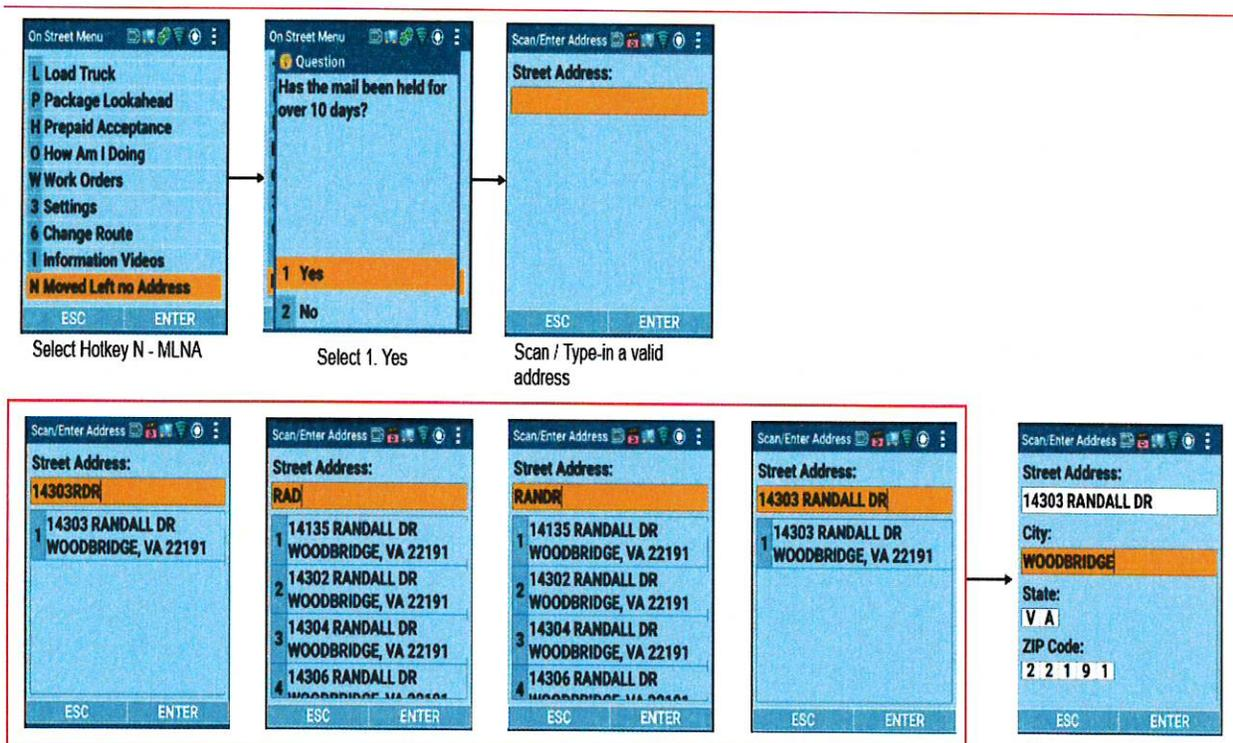 On Street Menu
L Load Truck
P Package Lookahead
H Prepaid Acceptance
O How Am I Doing
W Work Orders
3 Settings
6 Change Route
I Information Videos
N Moved Left no Address
ESC ENTER
Select Hotkey N - MLNA
On Street Menu
Question
Has the mail been held for
over 10 days?
1 Yes
2 No
Select 1. Yes
Scan/Enter Address
Street Address:
ESC ENTER
Scan / Type-in a valid
address
Scan/Enter Address
Street Address:
14303RDR
1 14303 RANDALL DR
WOODBRIDGE, VA 22191
ESC ENTER
Scan/Enter Address
Street Address:
RAD
1 14135 RANDALL DR
WOODBRIDGE, VA 22191
2 14302 RANDALL DR
WOODBRIDGE, VA 22191
3 14304 RANDALL DR
WOODBRIDGE, VA 22191
4 14306 RANDALL DR
ESC ENTER
Scan/Enter Address
Street Address:
RANDR
1 14135 RANDALL DR
WOODBRIDGE, VA 22191
2 14302 RANDALL DR
WOODBRIDGE, VA 22191
3 14304 RANDALL DR
WOODBRIDGE, VA 22191
4 14306 RANDALL DR
ESC ENTER
Scan/Enter Address
Street Address:
14303 RANDALL DR
1 14303 RANDALL DR
WOODBRIDGE, VA 22191
ESC ENTER
Scan/Enter Address
Street Address:
14303 RANDALL DR
City:
WOODBRIDGE
State:
V A
ZIP Code:
2 2 1 9 1
ESC ENTER